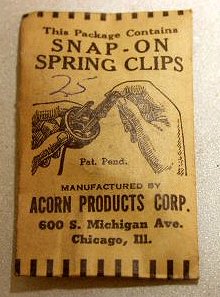 This Package Contains
SNAP-ON
SPRING CLIPS
25
Pat. Pend.
MANUFACTURED BY
ACORN PRODUCTS CORP.
600 S. Michigan Ave.
Chicago, Ill.